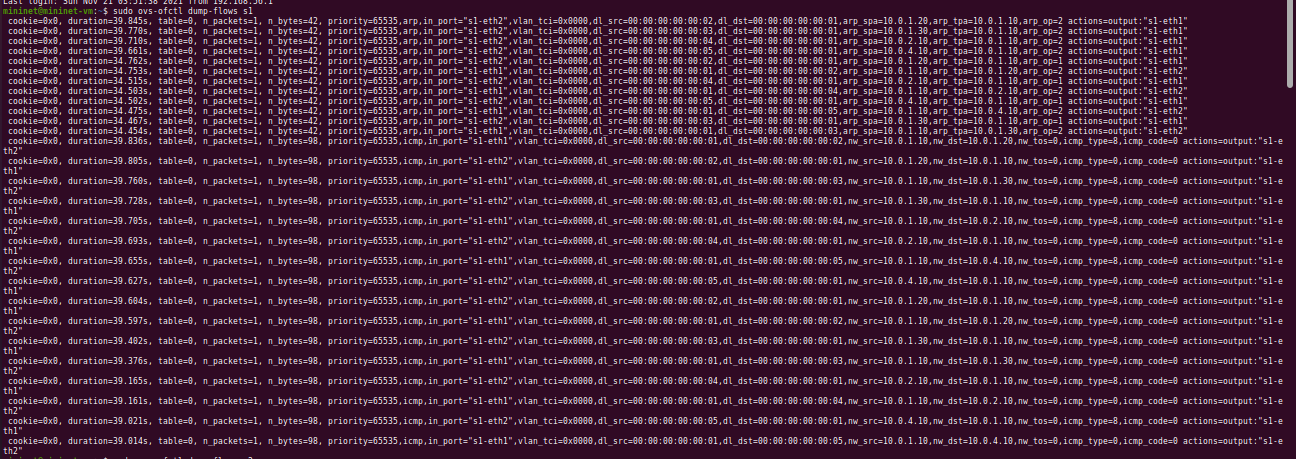 Last login: Sun Nov 21 03:51:38 2021 from 192.168.56.1
mininet@mininet-vm:~$ sudo ovs-ofctl dump-flows s1
cookie=0x0, duration=39.845s, table=0, n_packets=1, n_bytes=42, priority=65535,arp,in_port="s1-eth2",vlan_tci=0x0000,dl_src=00:00:00:00:00:02,dl_dst=00:00:00:00:00:01,arp_spa=10.0.1.20,arp_tpa=10.0.1.10,arp_op=2 actions=output:"s1-eth1"
cookie=0x0, duration=39.770s, table=0, n_packets=1, n_bytes=42, priority=65535,arp,in_port="s1-eth2",vlan_tci=0x0000,dl_src=00:00:00:00:00:03,dl_dst=00:00:00:00:00:01,arp_spa=10.0.1.30,arp_tpa=10.0.1.10,arp_op=2 actions=output:"s1-eth1"
cookie=0x0, duration=39.710s, table=0, n_packets=1, n_bytes=42, priority=65535,arp,in_port="s1-eth2",vlan_tci=0x0000,dl_src=00:00:00:00:00:04,dl_dst=00:00:00:00:00:01,arp_spa=10.0.2.10,arp_tpa=10.0.1.10,arp_op=2 actions=output:"s1-eth1"
cookie=0x0, duration=39.661s, table=0, n_packets=1, n_bytes=42, priority=65535,arp,in_port="s1-eth2",vlan_tci=0x0000,dl_src=00:00:00:00:00:05,dl_dst=00:00:00:00:00:01,arp_spa=10.0.4.10,arp_tpa=10.0.1.10,arp_op=2 actions=output:"s1-eth1"
cookie=0x0, duration=34.762s, table=0, n_packets=1, n_bytes=42, priority=65535,arp,in_port="s1-eth2",vlan_tci=0x0000,dl_src=00:00:00:00:00:02,dl_dst=00:00:00:00:00:01,arp_spa=10.0.1.20,arp_tpa=10.0.1.10,arp_op=1 actions=output:"s1-eth1"
cookie=0x0, duration=34.753s, table=0, n_packets=1, n_bytes=42, priority=65535,arp,in_port="s1-eth1",vlan_tci=0x0000,dl_src=00:00:00:00:00:01,dl_dst=00:00:00:00:00:02,arp_spa=10.0.1.10,arp_tpa=10.0.1.20,arp_op=2 actions=output:"s1-eth2"
cookie=0x0, duration=34.515s, table=0, n_packets=1, n_bytes=42, priority=65535,arp,in_port="s1-eth2",vlan_tci=0x0000,dl_src=00:00:00:00:00:04,dl_dst=00:00:00:00:00:01,arp_spa=10.0.2.10,arp_tpa=10.0.1.10,arp_op=1 actions=output:"s1-eth1"
cookie=0x0, duration=34.503s, table=0, n_packets=1, n_bytes=42, priority=65535,arp,in_port="s1-eth1",vlan_tci=0x0000,dl_src=00:00:00:00:00:01,dl_dst=00:00:00:00:00:04,arp_spa=10.0.1.10,arp_tpa=10.0.2.10,arp_op=2 actions=output:"s1-eth2"
cookie=0x0, duration=34.502s, table=0, n_packets=1, n_bytes=42, priority=65535,arp,in_port="s1-eth2",vlan_tci=0x0000,dl_src=00:00:00:00:00:05,dl_dst=00:00:00:00:00:01,arp_spa=10.0.4.10,arp_tpa=10.0.1.10,arp_op=1 actions=output:"s1-eth1"
cookie=0x0, duration=34.475s, table=0, n_packets=1, n_bytes=42, priority=65535,arp,in_port="s1-eth1",vlan_tci=0x0000,dl_src=00:00:00:00:00:01,dl_dst=00:00:00:00:00:05,arp_spa=10.0.1.10,arp_tpa=10.0.4.10,arp_op=2 actions=output:"s1-eth2"
cookie=0x0, duration=34.467s, table=0, n_packets=1, n_bytes=42, priority=65535,arp,in_port="s1-eth2",vlan_tci=0x0000,dl_src=00:00:00:00:00:03,dl_dst=00:00:00:00:00:01,arp_spa=10.0.1.30,arp_tpa=10.0.1.10,arp_op=1 actions=output:"s1-eth1"
cookie=0x0, duration=34.454s, table=0, n_packets=1, n_bytes=42, priority=65535,arp,in_port="s1-eth1",vlan_tci=0x0000,dl_src=00:00:00:00:00:01,dl_dst=00:00:00:00:00:03,arp_spa=10.0.1.10,arp_tpa=10.0.1.30,arp_op=2 actions=output:"s1-eth2"
cookie=0x0, duration=39.836s, table=0, n_packets=1, n_bytes=98, priority=65535,icmp,in_port="s1-eth1",vlan_tci=0x0000,dl_src=00:00:00:00:00:01,dl_dst=00:00:00:00:00:02,nw_src=10.0.1.10,nw_dst=10.0.1.20,nw_tos=0,icmp_type=8,icmp_code=0 actions=output:"s1-e
th2"
cookie=0x0, duration=39.805s, table=0, n_packets=1, n_bytes=98, priority=65535,icmp,in_port="s1-eth2",vlan_tci=0x0000,dl_src=00:00:00:00:00:02,dl_dst=00:00:00:00:00:01,nw_src=10.0.1.20,nw_dst=10.0.1.10,nw_tos=0,icmp_type=0,icmp_code=0 actions=output:"s1-e
th1"
cookie=0x0, duration=39.760s, table=0, n_packets=1, n_bytes=98, priority=65535,icmp,in_port="s1-eth1",vlan_tci=0x0000,dl_src=00:00:00:00:00:01,dl_dst=00:00:00:00:00:03,nw_src=10.0.1.10,nw_dst=10.0.1.30,nw_tos=0,icmp_type=8,icmp_code=0 actions=output:"s1-e
th2"
cookie=0x0, duration=39.728s, table=0, n_packets=1, n_bytes=98, priority=65535,icmp,in_port="s1-eth2",vlan_tci=0x0000,dl_src=00:00:00:00:00:03,dl_dst=00:00:00:00:00:01,nw_src=10.0.1.30,nw_dst=10.0.1.10,nw_tos=0,icmp_type=0,icmp_code=0 actions=output:"s1-e
th1"
cookie=0x0, duration=39.705s, table=0, n_packets=1, n_bytes=98, priority=65535,icmp,in_port="s1-eth1",vlan_tci=0x0000,dl_src=00:00:00:00:00:01,dl_dst=00:00:00:00:00:04,nw_src=10.0.1.10,nw_dst=10.0.2.10,nw_tos=0,icmp_type=8,icmp_code=0 actions=output:"s1-e
th2"
cookie=0x0, duration=39.693s, table=0, n_packets=1, n_bytes=98, priority=65535,icmp,in_port="s1-eth2",vlan_tci=0x0000,dl_src=00:00:00:00:00:04,dl_dst=00:00:00:00:00:01,nw_src=10.0.2.10,nw_dst=10.0.1.10,nw_tos=0,icmp_type=0,icmp_code=0 actions=output:"s1-e
th1"
cookie=0x0, duration=39.655s, table=0, n_packets=1, n_bytes=98, priority=65535,icmp,in_port="s1-eth1",vlan_tci=0x0000,dl_src=00:00:00:00:00:01,dl_dst=00:00:00:00:00:05,nw_src=10.0.1.10,nw_dst=10.0.4.10,nw_tos=0,icmp_type=8,icmp_code=0 actions=output:"s1-e
th2"
cookie=0x0, duration=39.627s, table=0, n_packets=1, n_bytes=98, priority=65535,icmp,in_port="s1-eth2",vlan_tci=0x0000,dl_src=00:00:00:00:00:05,dl_dst=00:00:00:00:00:01,nw_src=10.0.4.10,nw_dst=10.0.1.10,nw_tos=0,icmp_type=0,icmp_code=0 actions=output:"s1-e
th1"
cookie=0x0, duration=39.604s, table=0, n_packets=1, n_bytes=98, priority=65535,icmp,in_port="s1-eth2",vlan_tci=0x0000,dl_src=00:00:00:00:00:02,dl_dst=00:00:00:00:00:01,nw_src=10.0.1.20,nw_dst=10.0.1.10,nw_tos=0,icmp_type=8,icmp_code=0 actions=output:"s1-e
th1"
cookie=0x0, duration=39.597s, table=0, n_packets=1, n_bytes=98, priority=65535,icmp,in_port="s1-eth1",vlan_tci=0x0000,dl_src=00:00:00:00:00:01,dl_dst=00:00:00:00:00:02,nw_src=10.0.1.10,nw_dst=10.0.1.20,nw_tos=0,icmp_type=0,icmp_code=0 actions=output:"s1-e
th2"
cookie=0x0, duration=39.402s, table=0, n_packets=1, n_bytes=98, priority=65535,icmp,in_port="s1-eth2",vlan_tci=0x0000,dl_src=00:00:00:00:00:03,dl_dst=00:00:00:00:00:01,nw_src=10.0.1.30,nw_dst=10.0.1.10,nw_tos=0,icmp_type=8,icmp_code=0 actions=output:"s1-e
th1"
cookie=0x0, duration=39.376s, table=0, n_packets=1, n_bytes=98, priority=65535,icmp,in_port="s1-eth1",vlan_tci=0x0000,dl_src=00:00:00:00:00:01,dl_dst=00:00:00:00:00:03,nw_src=10.0.1.10,nw_dst=10.0.1.30,nw_tos=0,icmp_type=0,icmp_code=0 actions=output:"s1-e
th2"
cookie=0x0, duration=39.165s, table=0, n_packets=1, n_bytes=98, priority=65535,icmp,in_port="s1-eth2",vlan_tci=0x0000,dl_src=00:00:00:00:00:04,dl_dst=00:00:00:00:00:01,nw_src=10.0.2.10,nw_dst=10.0.1.10,nw_tos=0,icmp_type=8,icmp_code=0 actions=output:"s1-e
th1"
cookie=0x0, duration=39.161s, table=0, n_packets=1, n_bytes=98, priority=65535,icmp,in_port="s1-eth1",vlan_tci=0x0000,dl_src=00:00:00:00:00:01,dl_dst=00:00:00:00:00:04,nw_src=10.0.1.10,nw_dst=10.0.2.10,nw_tos=0,icmp_type=0,icmp_code=0 actions=output:"s1-e
th2"
cookie=0x0, duration=39.021s, table=0, n_packets=1, n_bytes=98, priority=65535,icmp,in_port="s1-eth2",vlan_tci=0x0000,dl_src=00:00:00:00:00:05,dl_dst=00:00:00:00:00:01,nw_src=10.0.4.10,nw_dst=10.0.1.10,nw_tos=0,icmp_type=8,icmp_code=0 actions=output:"s1-e
th1"
cookie=0x0, duration=39.014s, table=0, n_packets=1, n_bytes=98, priority=65535,icmp,in_port="s1-eth1",vlan_tci=0x0000,dl_src=00:00:00:00:00:01,dl_dst=00:00:00:00:00:05,nw_src=10.0.1.10,nw_dst=10.0.4.10,nw_tos=0,icmp_type=0,icmp_code=0 actions=output:"s1-e
th2"